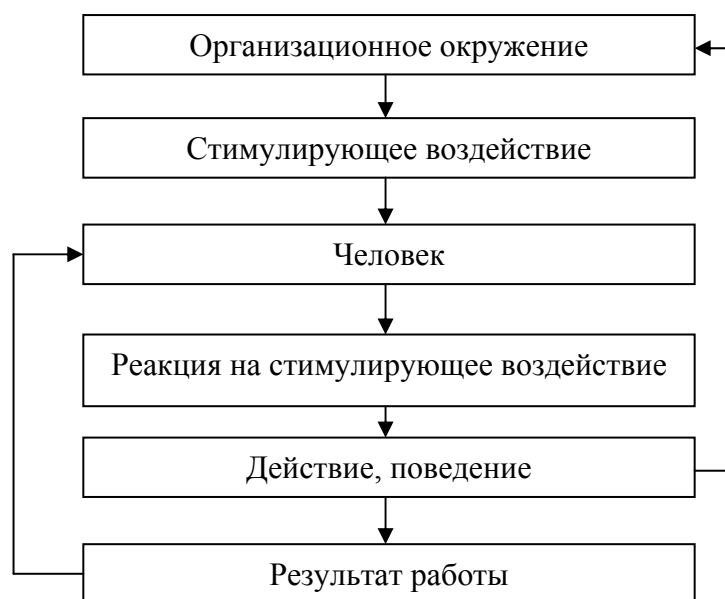 Организационное окружение
Стимулирующее воздействие
Человек
Реакция на стимулирующее воздействие
Действие, поведение
Результат работы